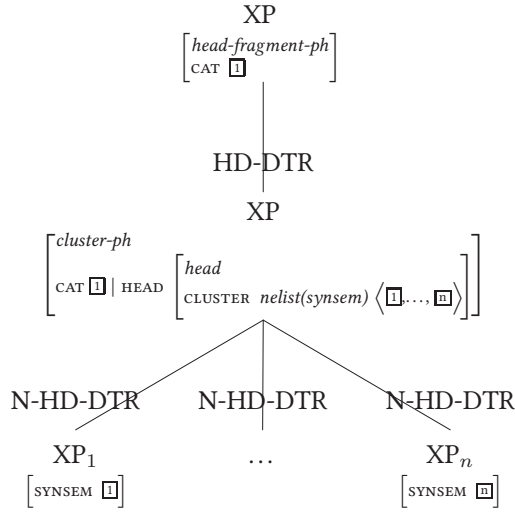 XP
head-fragment-ph
CAT 1
HD-DTR
XP
cluster-ph
CAT 1 | HEAD
head
CLUSTER nelist(synsem) ⟨1,…, n⟩
N-HD-DTR N-HD-DTR N-HD-DTR
XP₁ … XPₙ
[SYNSEM 1] [SYNSEM n]